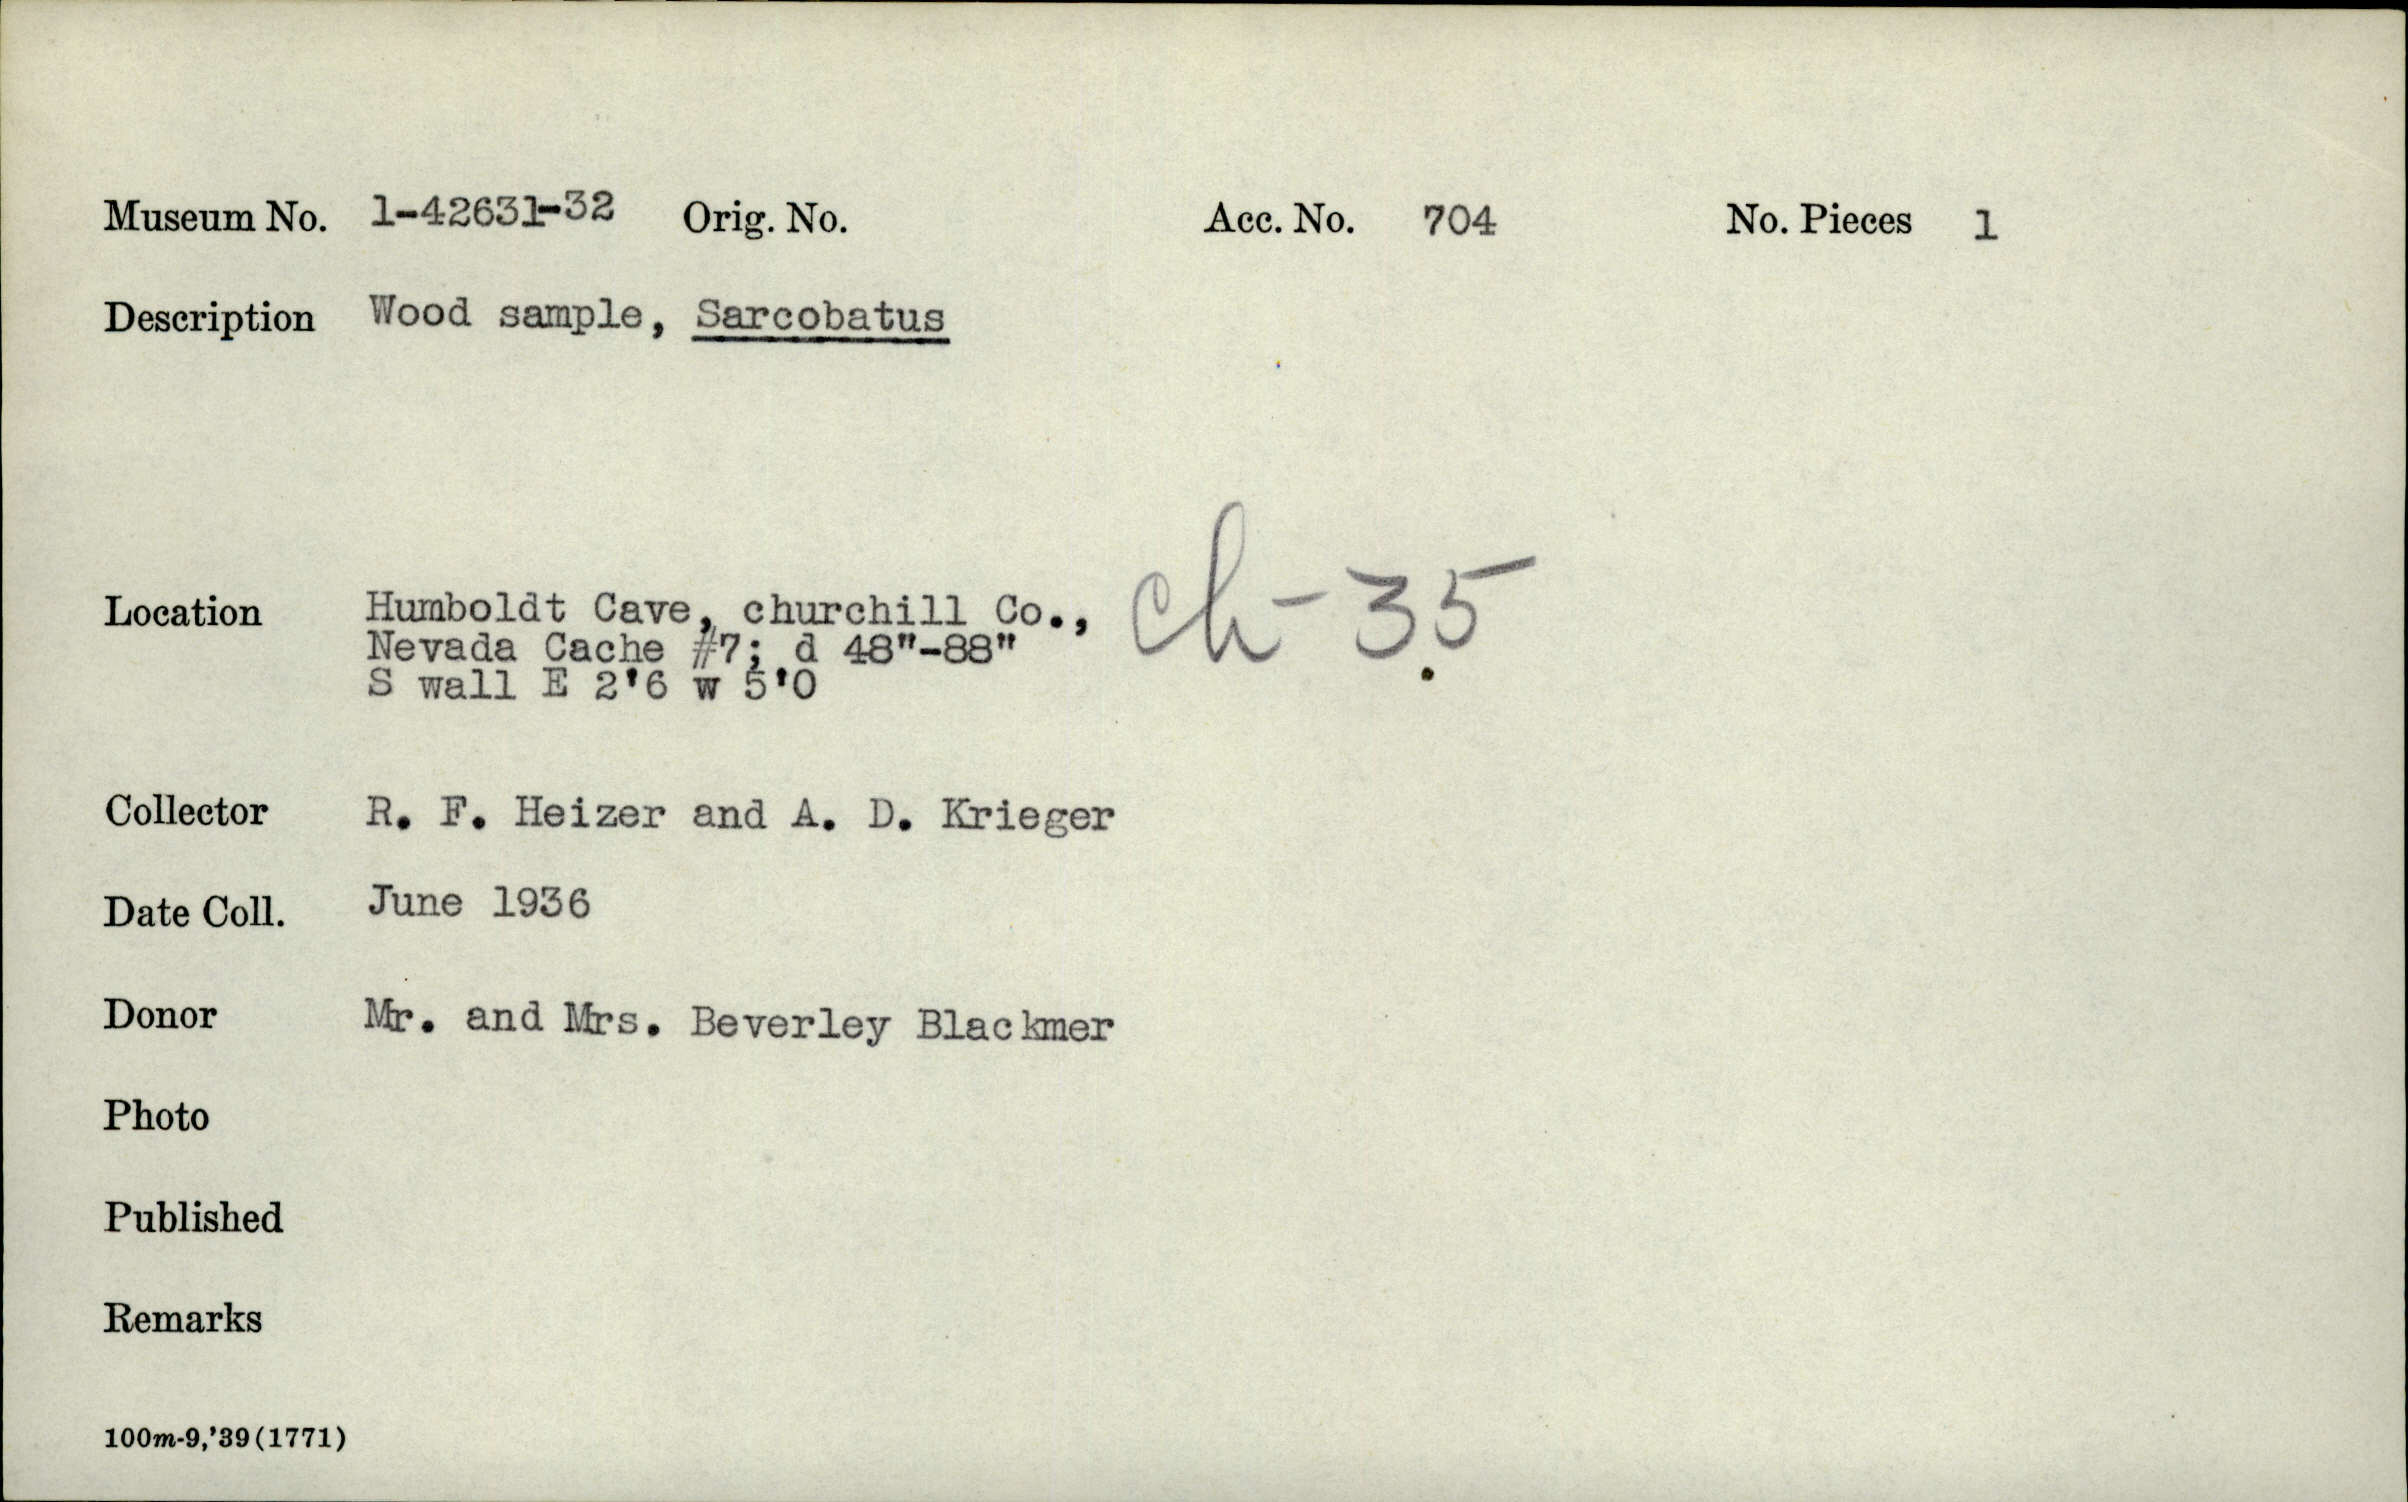 Museum No. 1-42631-32 Orig. No. Acc. No. 704 No. Pieces 1
Description Wood sample, Sarcobatus
Location Humboldt Cave, churchill Co., Ch-35
Nevada Cache #7; d 48"-88"
S wall E 2'6 w 5'0
Collector R. F. Heizer and A. D. Krieger
Date Coll. June 1936
Donor Mr. and Mrs. Beverley Blackmer
Photo
Published
Remarks
100m-9,'39(1771)